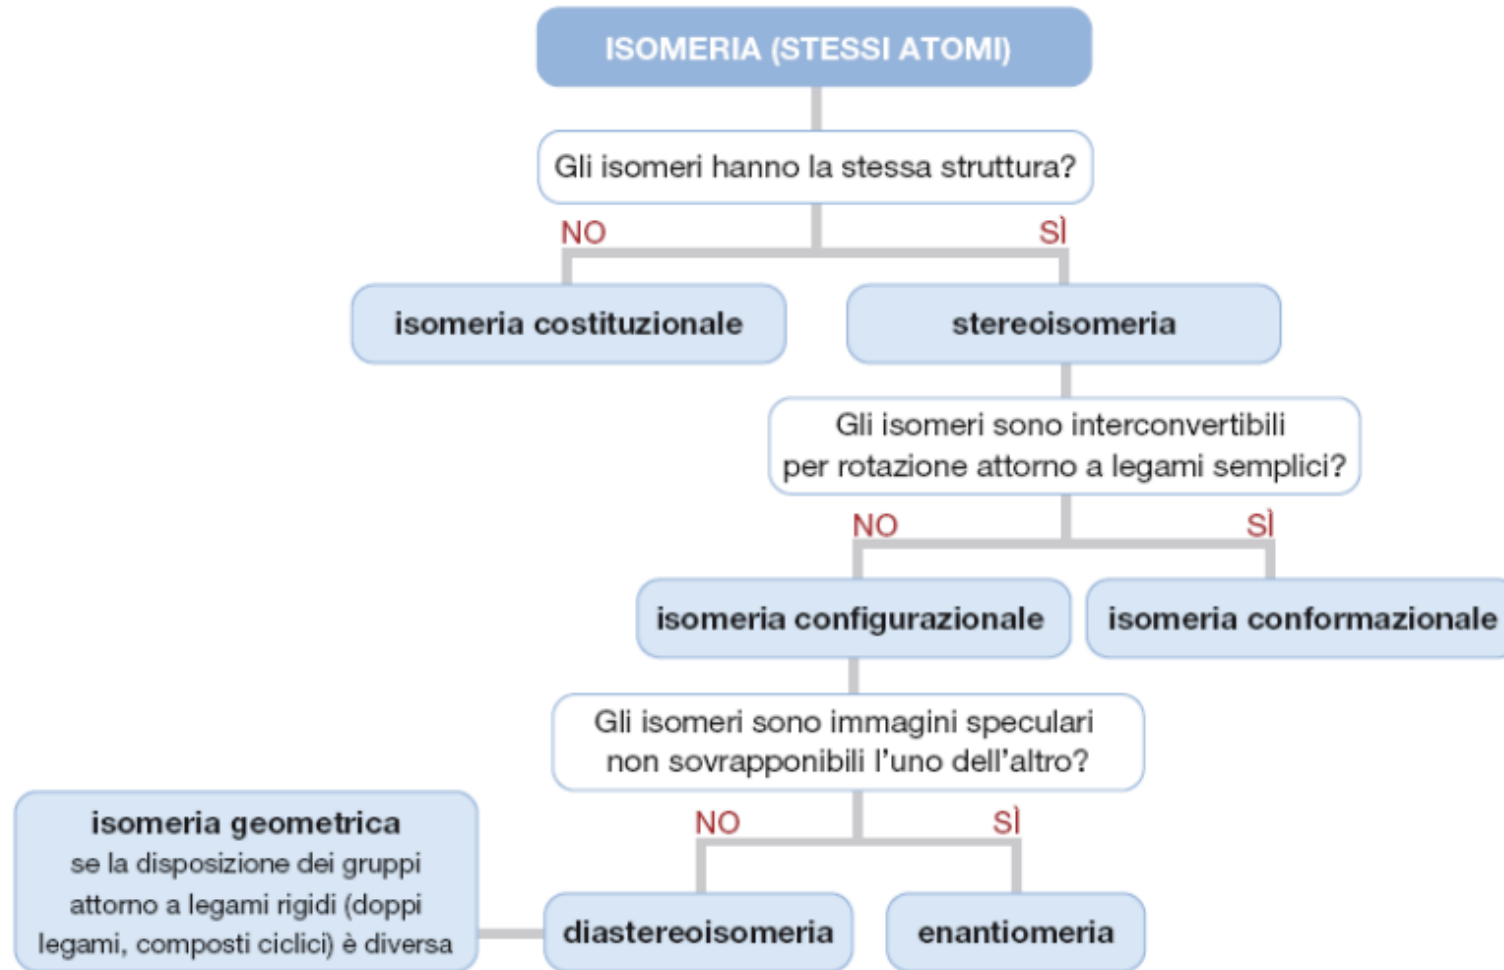 ISOMERIA (STESSI ATOMI)
Gli isomeri hanno la stessa struttura?
NO
SÌ
isomeria costituzionale
stereoisomeria
Gli isomeri sono interconvertibili
per rotazione attorno a legami semplici?
NO
SÌ
isomeria configurazionale
isomeria conformazionale
Gli isomeri sono immagini speculari
non sovrapponibili l'uno dell'altro?
NO
SÌ
isomeria geometrica
se la disposizione dei gruppi
attorno a legami rigidi (doppi
legami, composti ciclici) è diversa
diastereoisomeria
enantiomeria